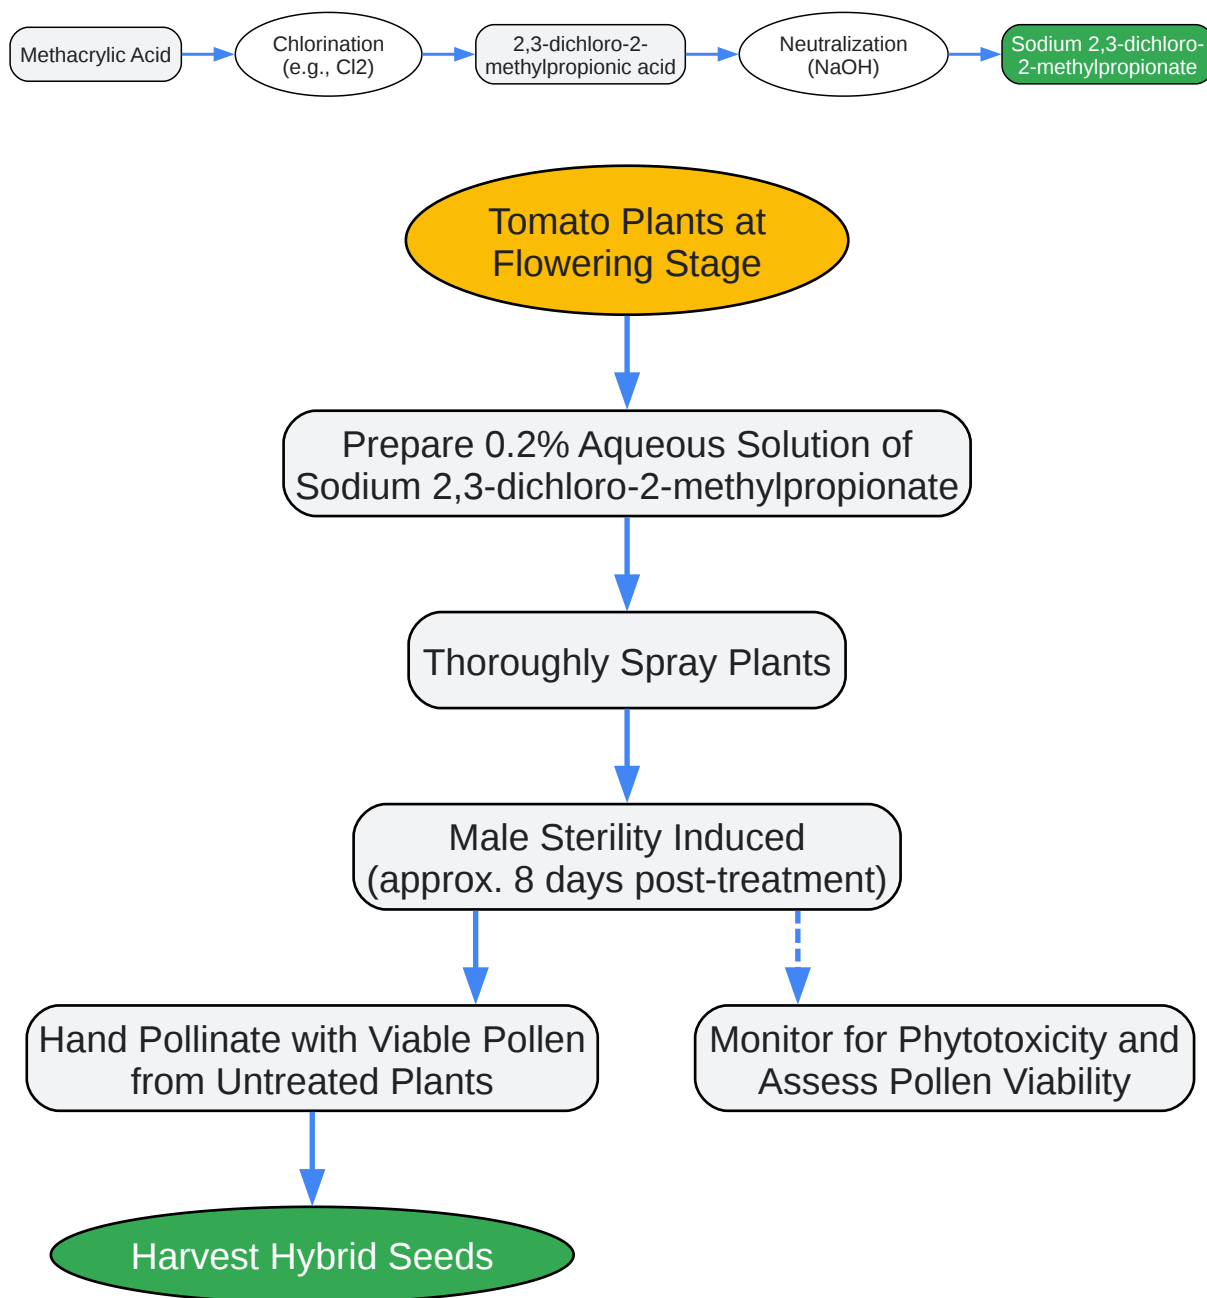 Methacrylic Acid
Chlorination
(e.g., Cl2)
2,3-dichloro-2-
methylpropionic acid
Neutralization
(NaOH)
Sodium 2,3-dichloro-
2-methylpropionate
Tomato Plants at
Flowering Stage
Prepare 0.2% Aqueous Solution of
Sodium 2,3-dichloro-2-methylpropionate
Thoroughly Spray Plants
Male Sterility Induced
(approx. 8 days post-treatment)
Hand Pollinate with Viable Pollen
from Untreated Plants
Monitor for Phytotoxicity and
Assess Pollen Viability
Harvest Hybrid Seeds